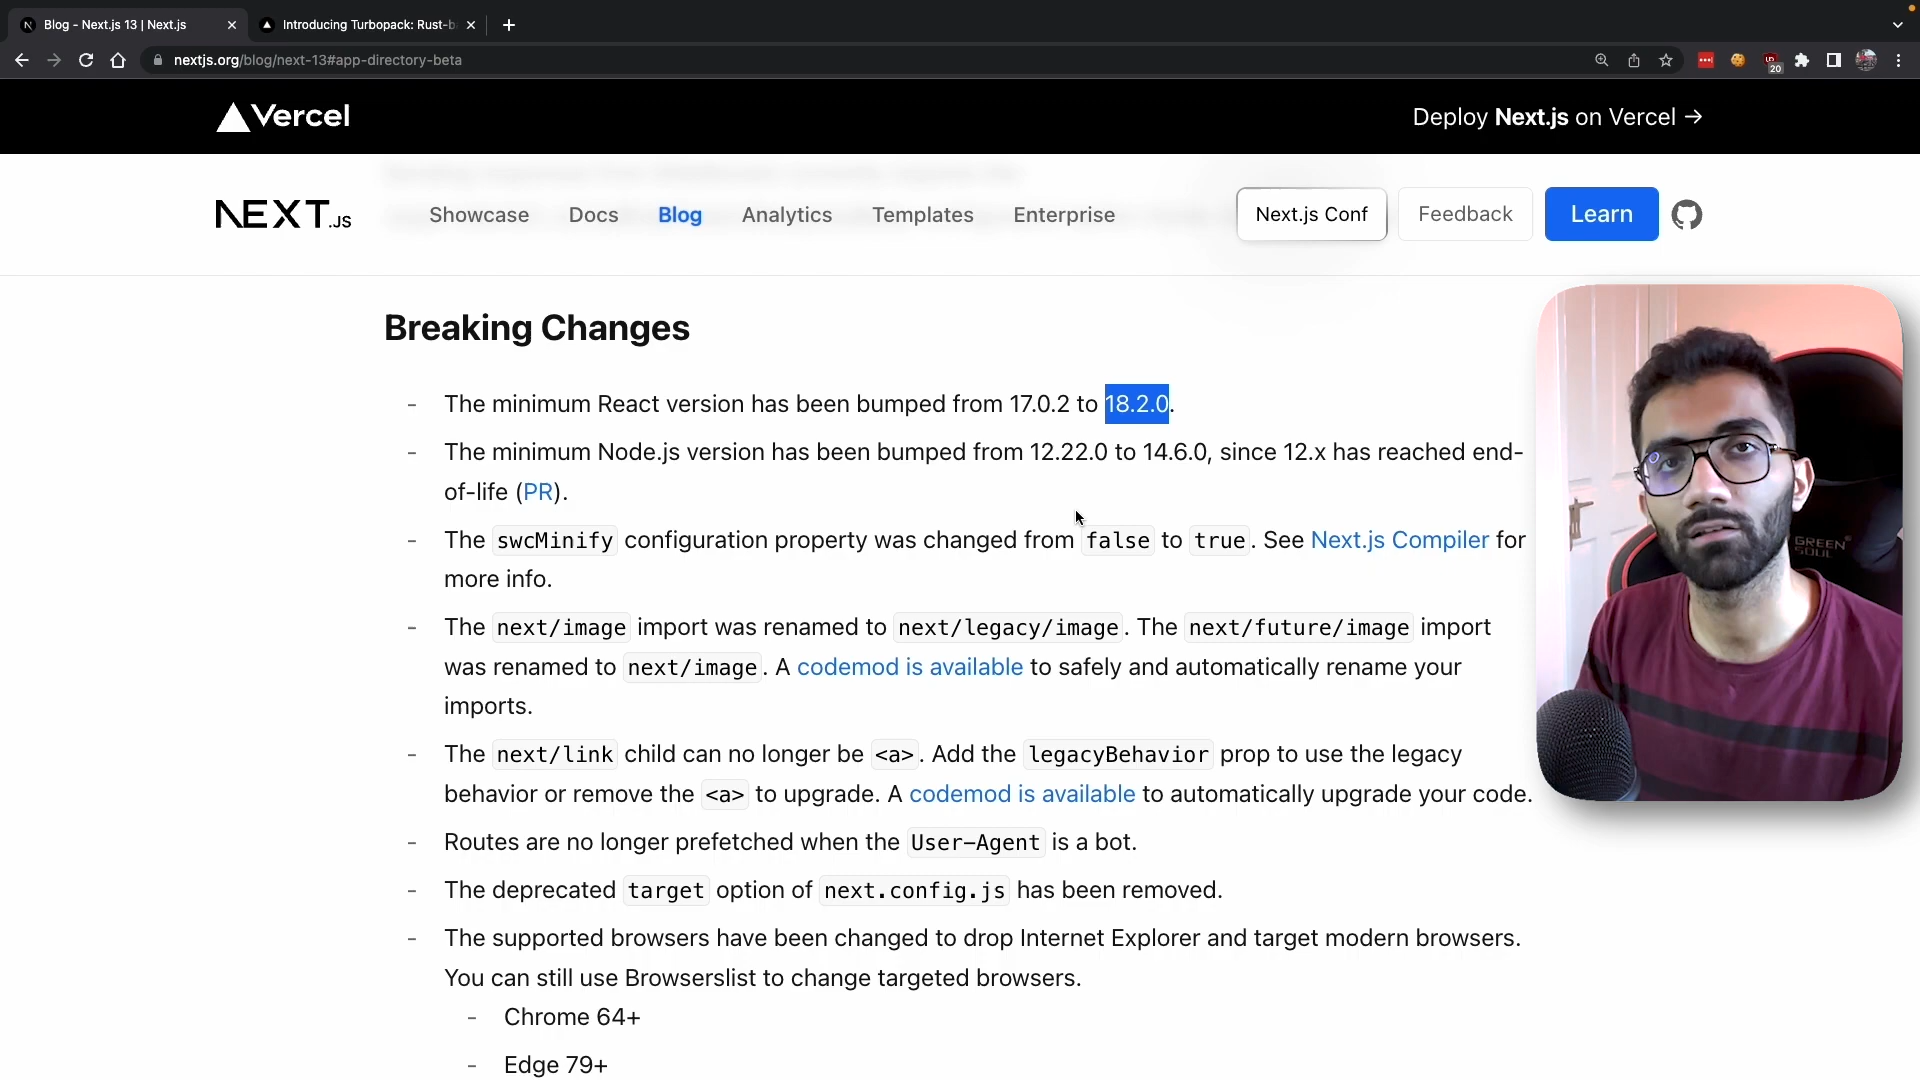 Blog - Next.js 13 | Next.js
Introducing Turbopack: Rust-b
nextjs.org/blog/next-13#app-directory-beta
20
Vercel
Deploy Next.js on Vercel →
NEXT.JS
Showcase
Docs
Blog
Analytics
Templates
Enterprise
Next.js Conf
Feedback
Learn
Breaking Changes
- The minimum React version has been bumped from 17.0.2 to 18.2.0.
- The minimum Node.js version has been bumped from 12.22.0 to 14.6.0, since 12.x has reached end-
of-life (PR).
- The swcMinify configuration property was changed from false to true. See Next.js Compiler for
more info.
- The next/image import was renamed to next/legacy/image. The next/future/image import
was renamed to next/image. A codemod is available to safely and automatically rename your
imports.
- The next/link child can no longer be <a>. Add the legacyBehavior prop to use the legacy
behavior or remove the <a> to upgrade. A codemod is available to automatically upgrade your code.
- Routes are no longer prefetched when the User-Agent is a bot.
- The deprecated target option of next.config.js has been removed.
- The supported browsers have been changed to drop Internet Explorer and target modern browsers.
You can still use Browserslist to change targeted browsers.
- Chrome 64+
- Edge 79+
GREEN
SOUL